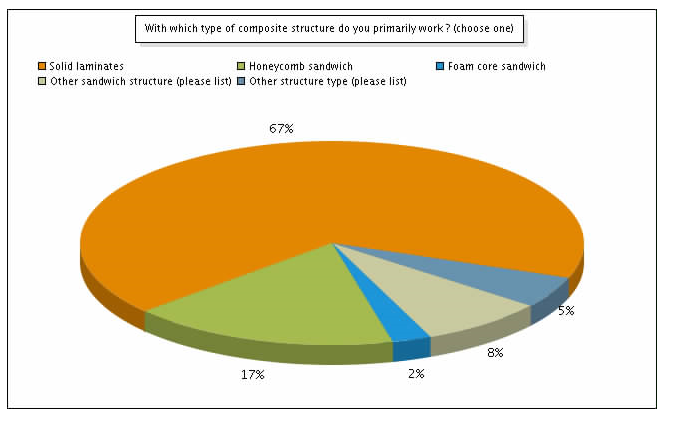 With which type of composite structure do you primarily work ? (choose one)
Solid laminates Honeycomb sandwich Foam core sandwich
Other sandwich structure (please list) Other structure type (please list)
67%
5%
8%
17% 2%